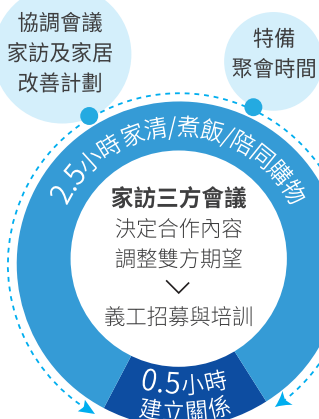 協調會議
家訪及家居
改善計劃
特備
聚會時間
2.5小時家清/煮飯/陪同購物
家訪三方會議
決定合作內容
調整雙方期望
義工招募與培訓
0.5小時
建立關係